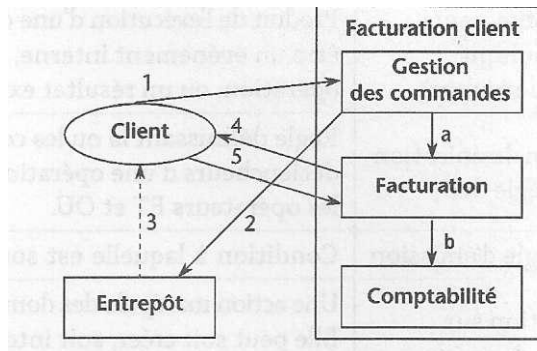 Facturation client
Gestion
des commandes
1
Client
4
5
a
Facturation
2
3
b
Entrepôt
Comptabilité